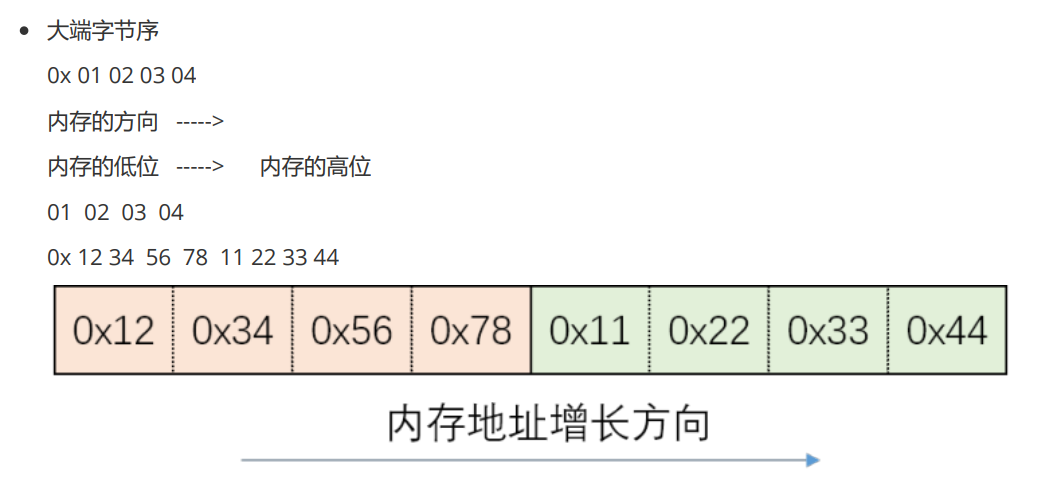 大端字节序
0x 01 02 03 04
内存的方向 ----->
内存的低位 -----> 内存的高位
01 02 03 04
0x 12 34 56 78 11 22 33 44
0x12 0x34 0x56 0x78 0x11 0x22 0x33 0x44
内存地址增长方向